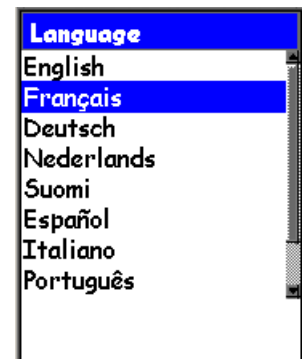 Language
English
Français
Deutsch
Nederlands
Suomi
Español
Italiano
Português